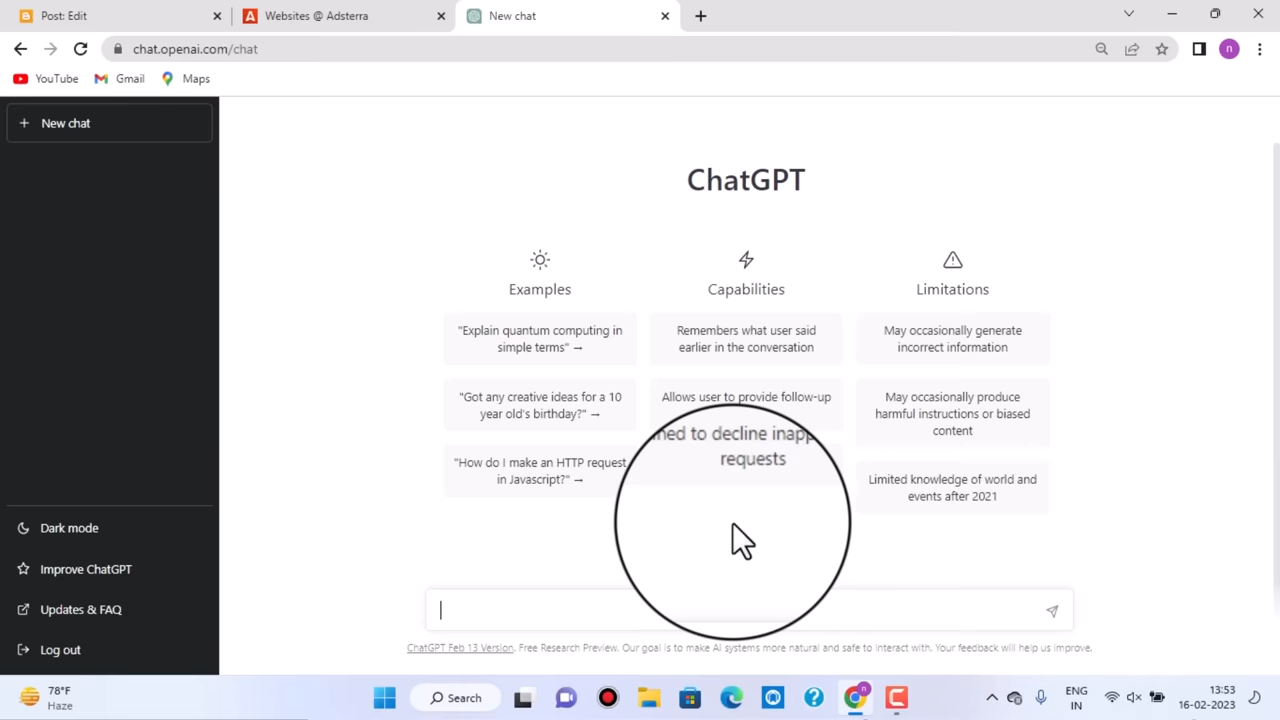 Post: Edit
Websites @ Adsterra
New chat
chat.openai.com/chat
n
YouTube
Gmail
Maps
New chat
ChatGPT
Examples
Capabilities
Limitations
"Explain quantum computing in
simple terms" →
Remembers what user said
earlier in the conversation
May occasionally generate
incorrect information
"Got any creative ideas for a 10
year old's birthday?" →
Allows user to provide follow-up
to decline
requests
May occasionally produce
harmful instructions or biased
content
"How do I make an HTTP request
in Javascript?" →
Limited knowledge of world and
events after 2021
Dark mode
Improve ChatGPT
Updates & FAQ
Log out
ChatGPT Feb 13 Version. Free Research Preview. Our goal is to make AI systems more natural and safe to interact with. Your feedback will help us improve.
78°F
Haze
Search
n
ENG
IN
13:53
16-02-2023